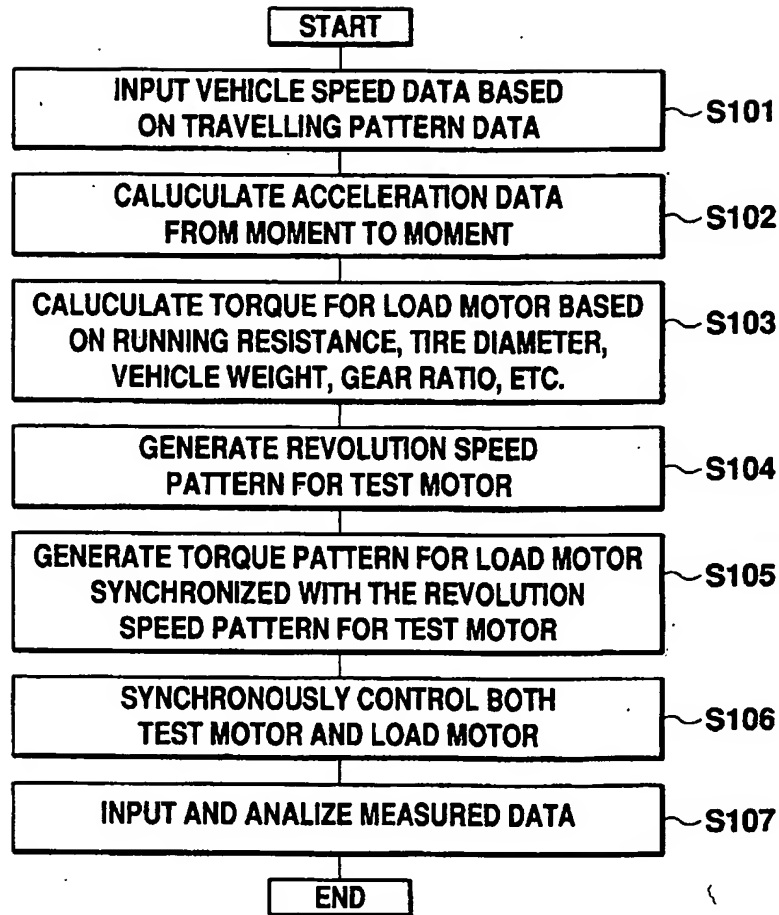 START
INPUT VEHICLE SPEED DATA BASED
ON TRAVELLING PATTERN DATA
S101
CALUCULATE ACCELERATION DATA
FROM MOMENT TO MOMENT
S102
CALUCULATE TORQUE FOR LOAD MOTOR BASED
ON RUNNING RESISTANCE, TIRE DIAMETER,
VEHICLE WEIGHT, GEAR RATIO, ETC.
S103
GENERATE REVOLUTION SPEED
PATTERN FOR TEST MOTOR
S104
GENERATE TORQUE PATTERN FOR LOAD MOTOR
SYNCHRONIZED WITH THE REVOLUTION
SPEED PATTERN FOR TEST MOTOR
S105
SYNCHRONOUSLY CONTROL BOTH
TEST MOTOR AND LOAD MOTOR
S106
INPUT AND ANALIZE MEASURED DATA
S107
END